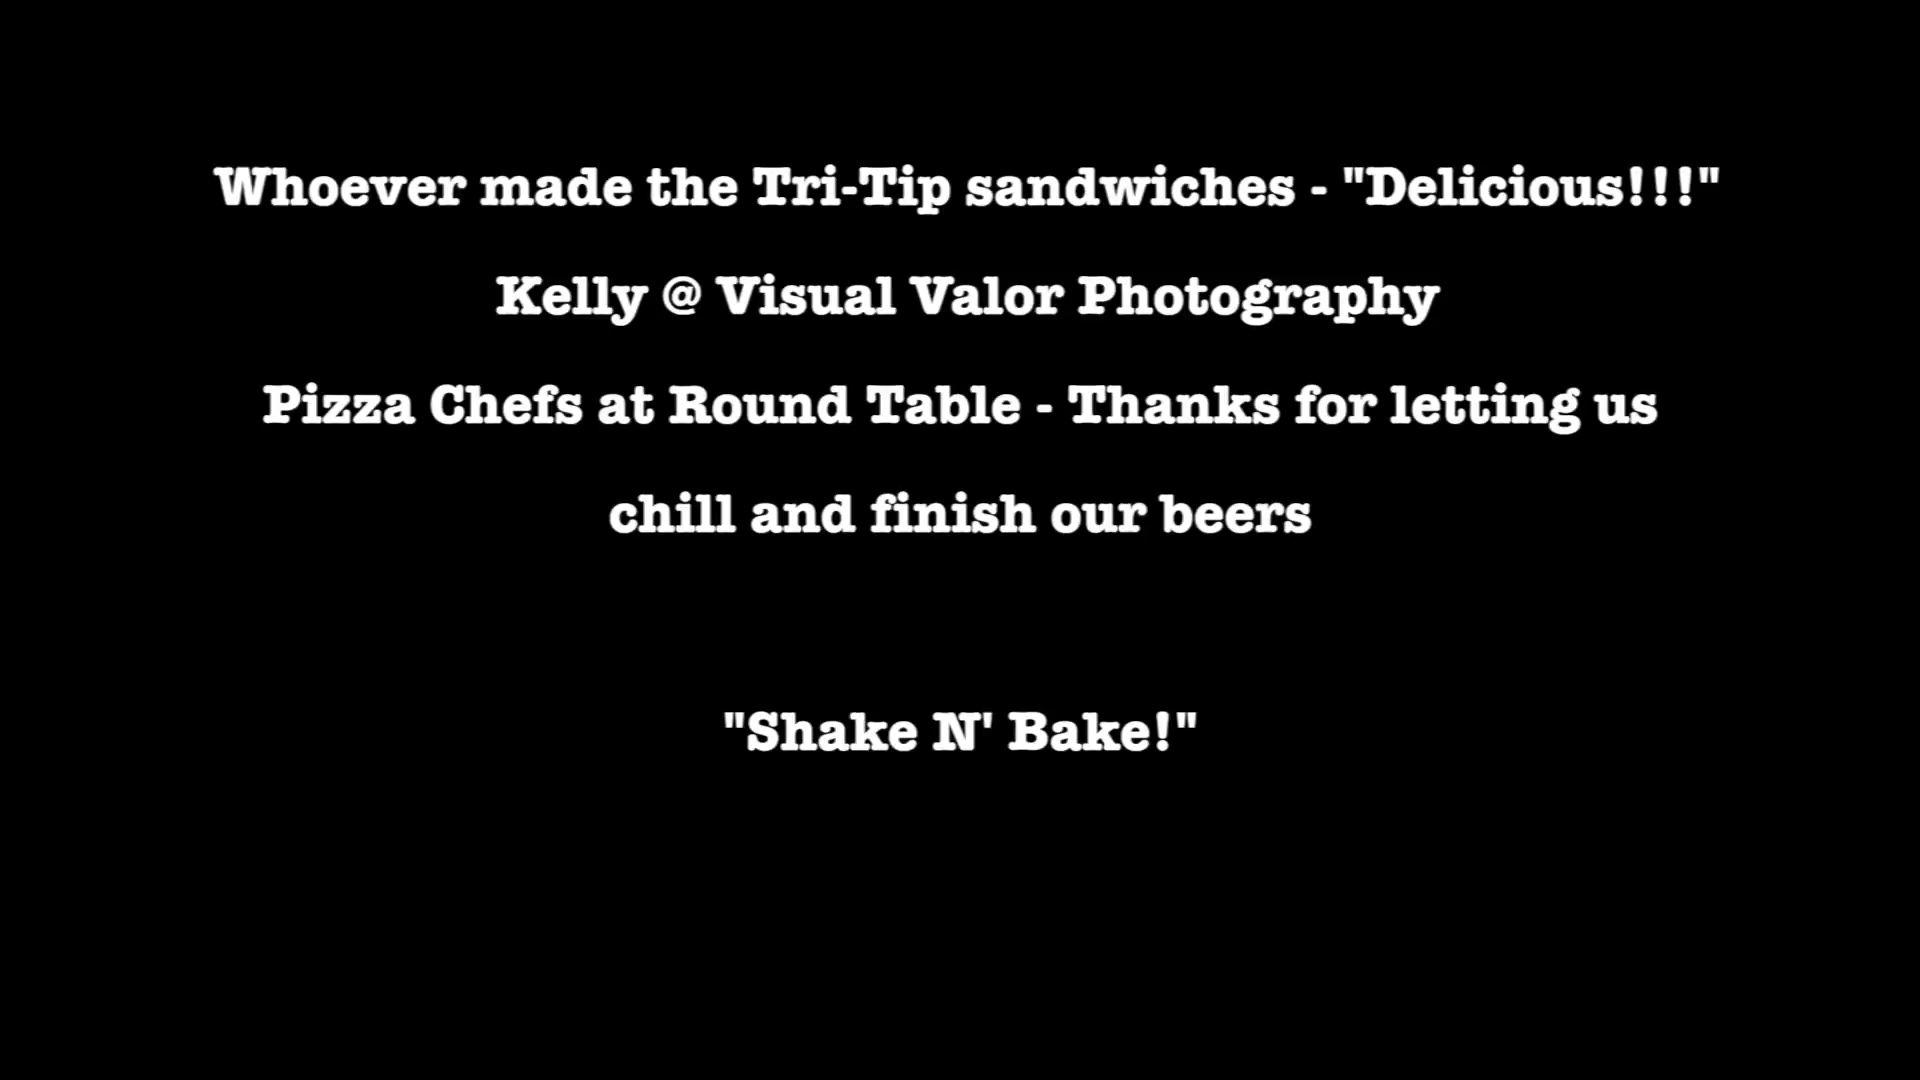 Whoever made the Tri-Tip sandwiches - "Delicious!!!"
Kelly @ Visual Valor Photography
Pizza Chefs at Round Table - Thanks for letting us
chill and finish our beers
"Shake N' Bake!"